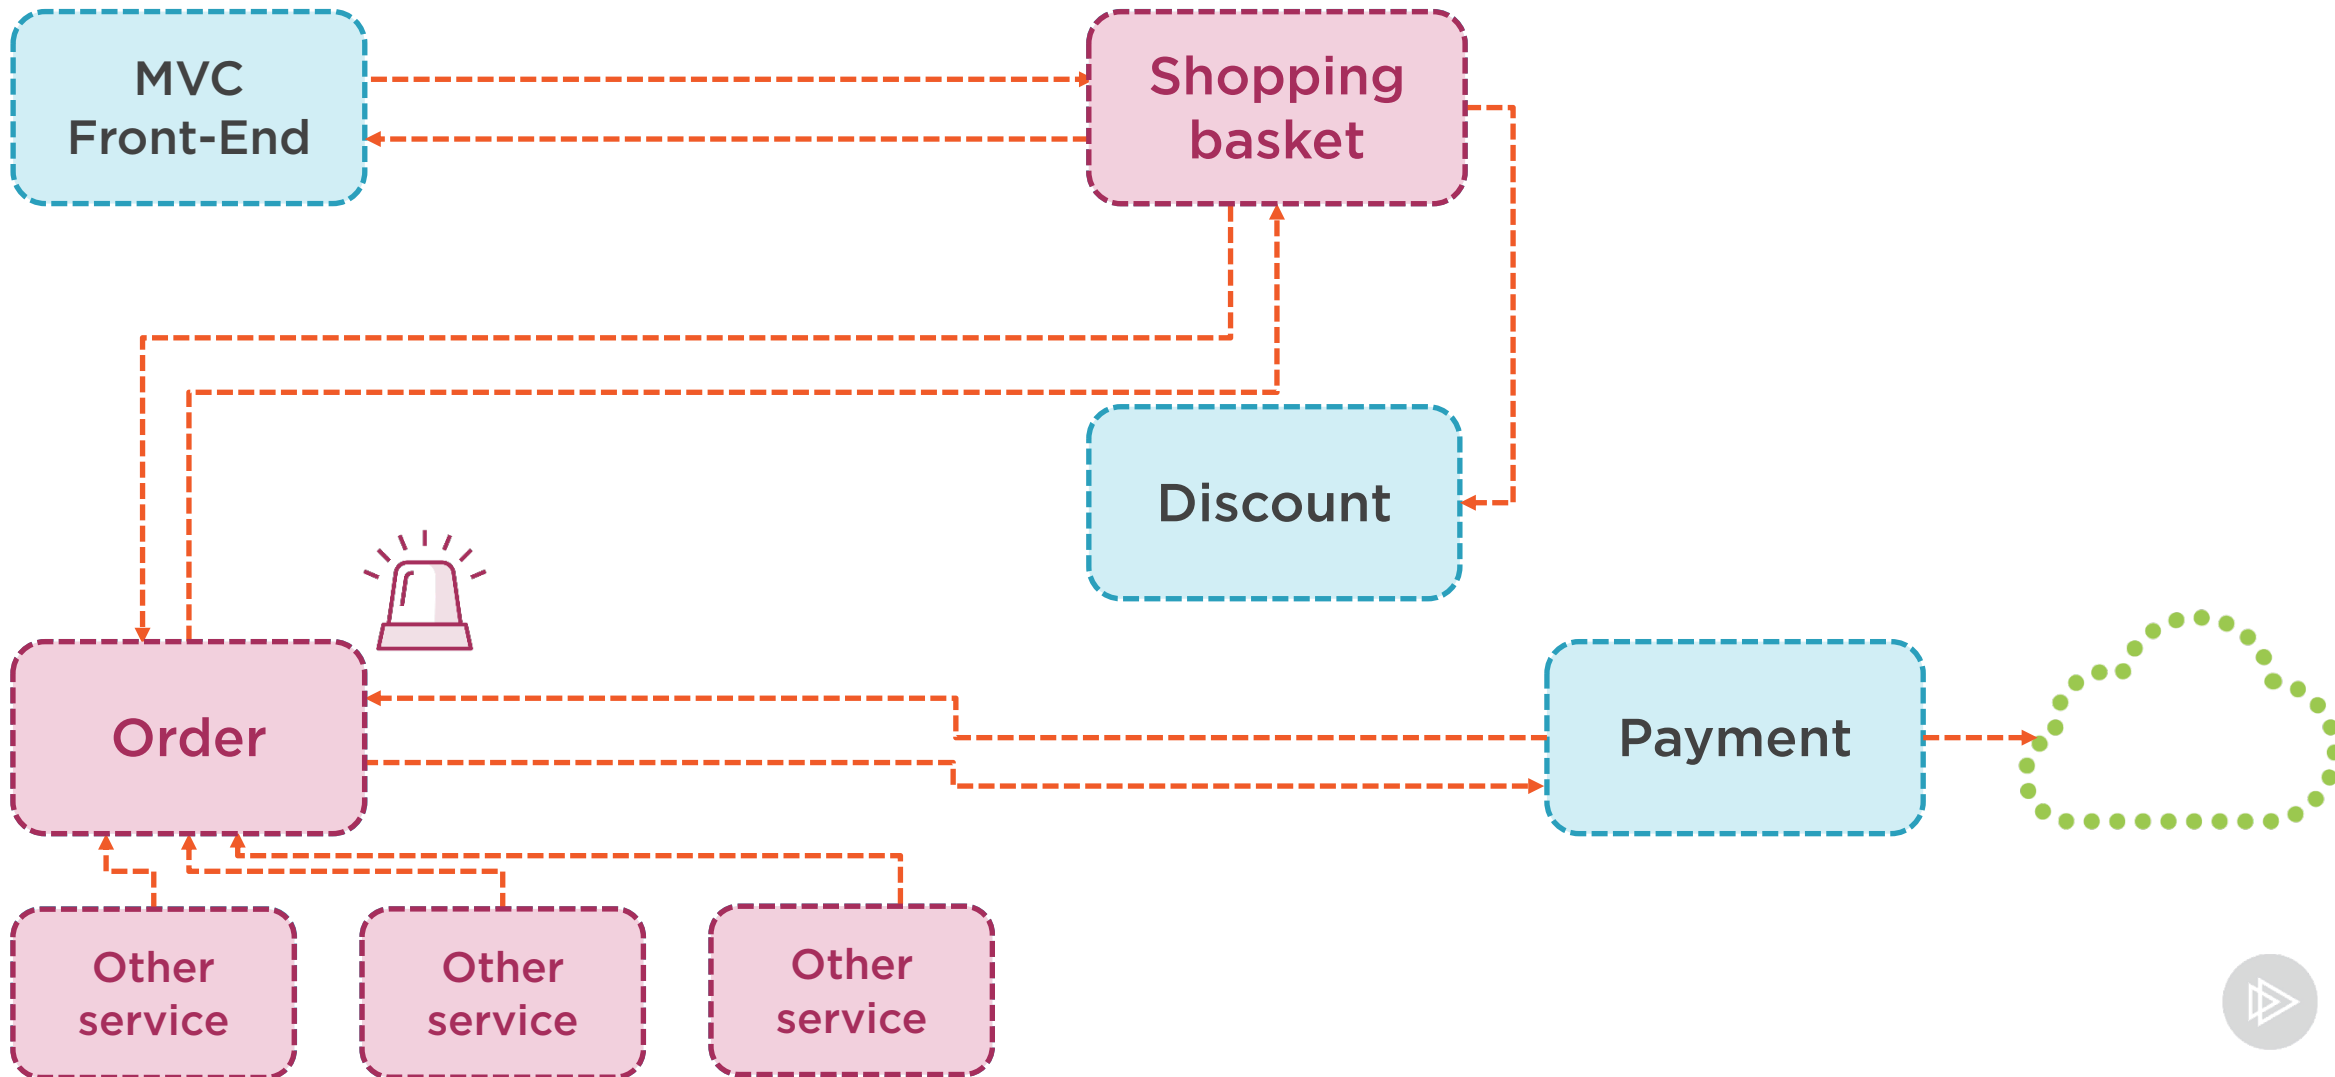 MVC
Front-End
Shopping
basket
Discount
Order
Payment
Other
service
Other
service
Other
service